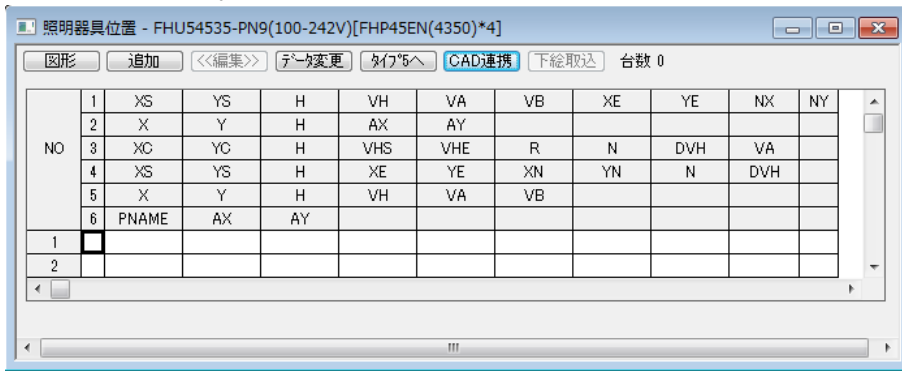 照明器具位置 - FHU54535-PN9(100-242V)[FHP45EN(4350)*4]
図形 追加 <<編集>> ﾃﾞｰﾀ変更 ﾀｲﾌﾟ5へ CAD連携 下絵取込 台数 0
1 XS YS H VH VA VB XE YE NX NY
2 X Y H AX AY
NO 3 XC YC H VHS VHE R N DVH VA
4 XS YS H XE YE XN YN N DVH
5 X Y H VH VA VB
6 PNAME AX AY
1
2